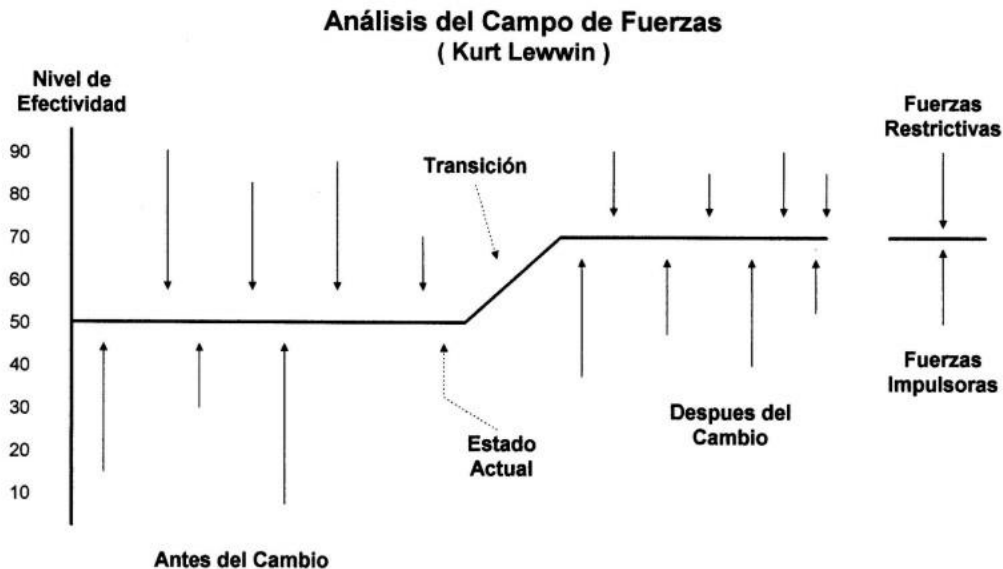 Análisis del Campo de Fuerzas
( Kurt Lewwin )
Nivel de
Efectividad
90
80
70
60
50
40
30
20
10
Transición
Estado
Actual
Antes del Cambio
Despues del
Cambio
Fuerzas
Restrictivas
Fuerzas
Impulsoras